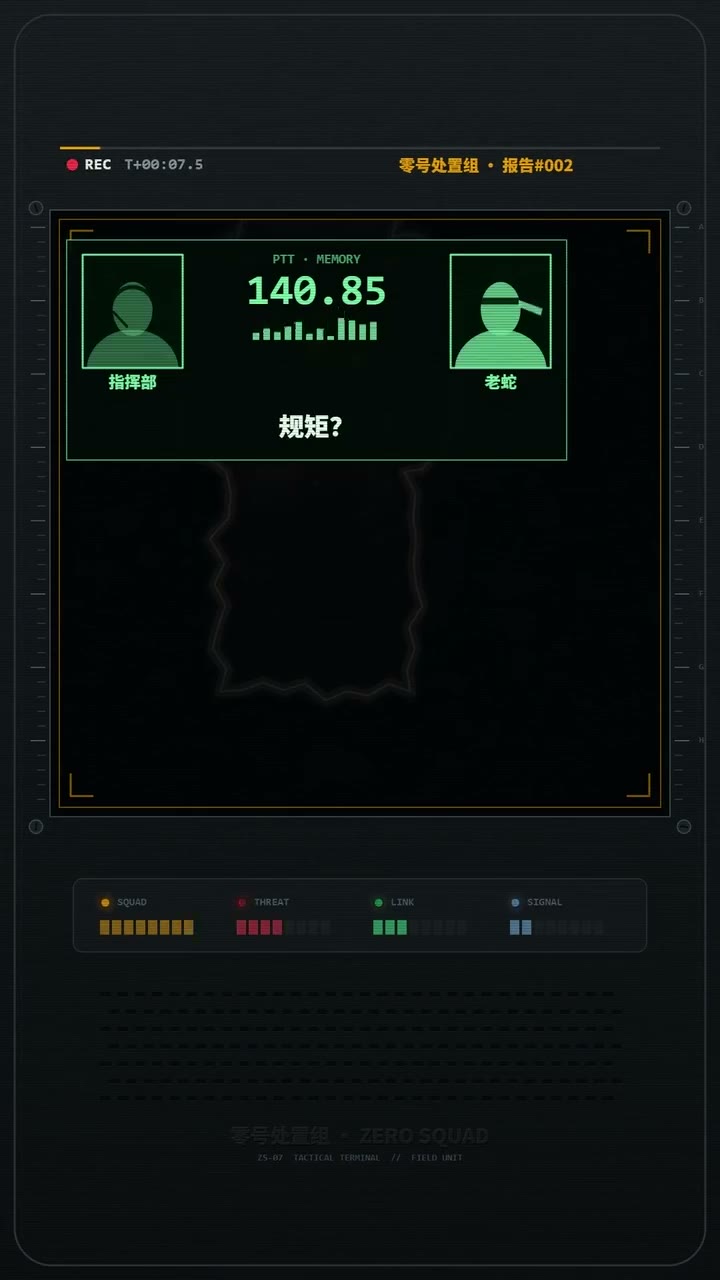 REC T+00:07.5 零号处置组 · 报告#002
PTT · MEMORY
140.85
指挥部 老蛇
规矩?
A
B
C
D
E
F
G
H
SQUAD THREAT LINK SIGNAL
零号处置组 · ZERO SQUAD
ZS-07 TACTICAL TERMINAL // FIELD UNIT